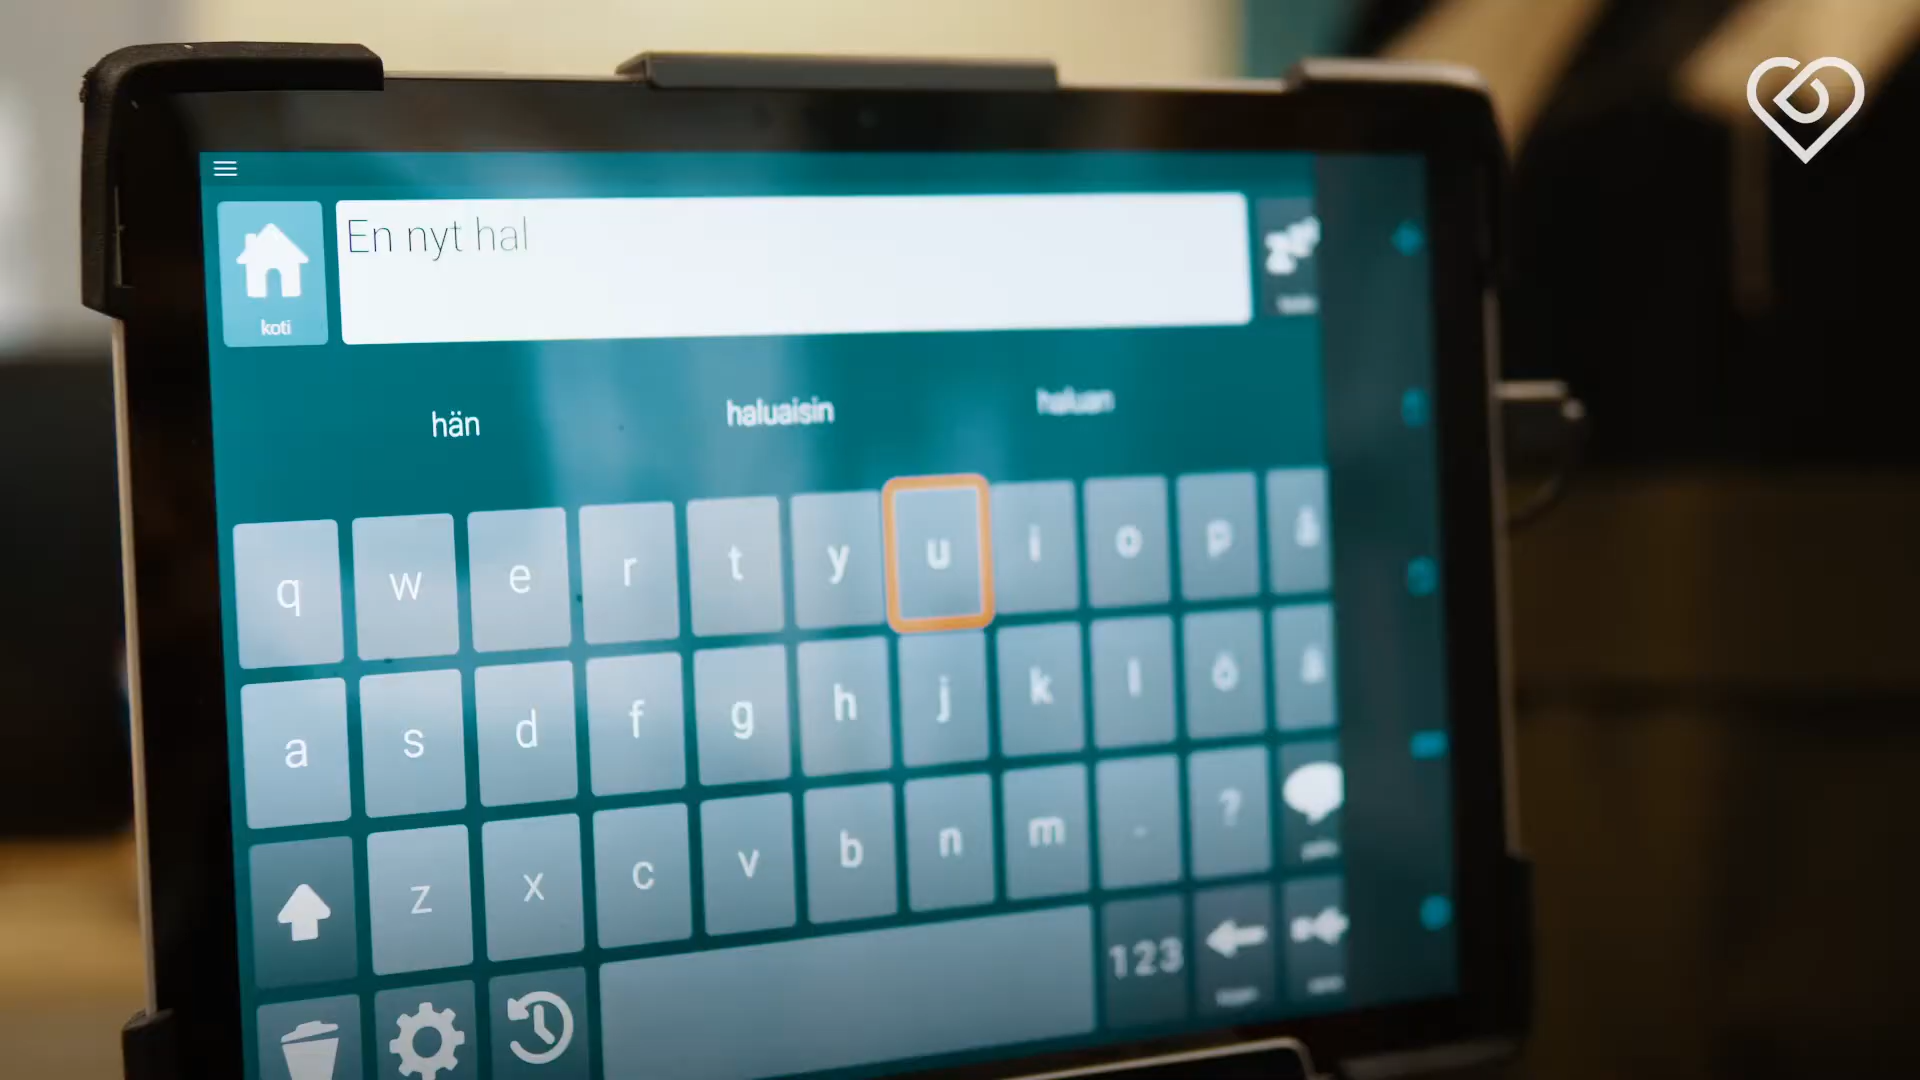 En nyt hal
koti
hän haluaisin haluan
q w e r t y u i o p å
a s d f g h j k l ö ä
z x c v b n m . ?
123